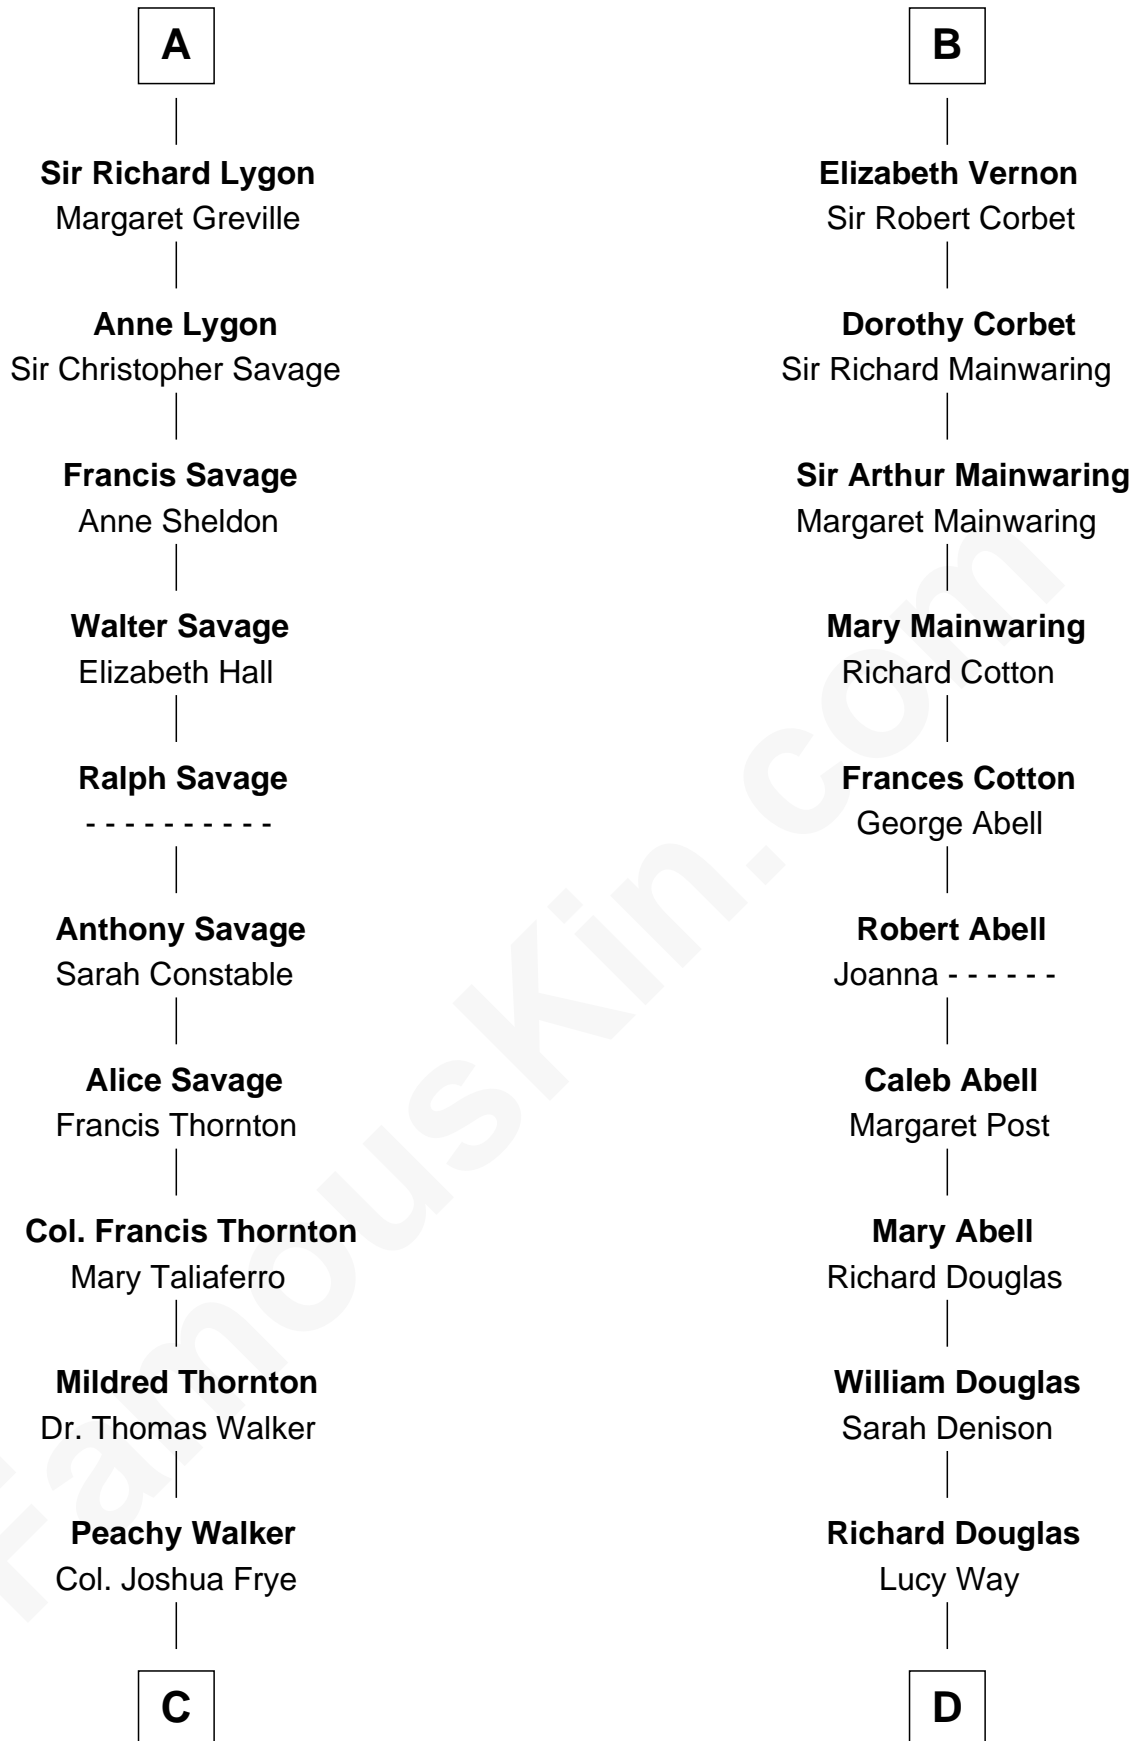 A
Sir Richard Lygon
Margaret Greville
Anne Lygon
Sir Christopher Savage
Francis Savage
Anne Sheldon
Walter Savage
Elizabeth Hall
Ralph Savage
- - - - - - - - - -
Anthony Savage
Sarah Constable
Alice Savage
Francis Thornton
Col. Francis Thornton
Mary Taliaferro
Mildred Thornton
Dr. Thomas Walker
Peachy Walker
Col. Joshua Frye
C
B
Elizabeth Vernon
Sir Robert Corbet
Dorothy Corbet
Sir Richard Mainwaring
Sir Arthur Mainwaring
Margaret Mainwaring
Mary Mainwaring
Richard Cotton
Frances Cotton
George Abell
Robert Abell
Joanna - - - - - -
Caleb Abell
Margaret Post
Mary Abell
Richard Douglas
William Douglas
Sarah Denison
Richard Douglas
Lucy Way
D
FamousKin.com